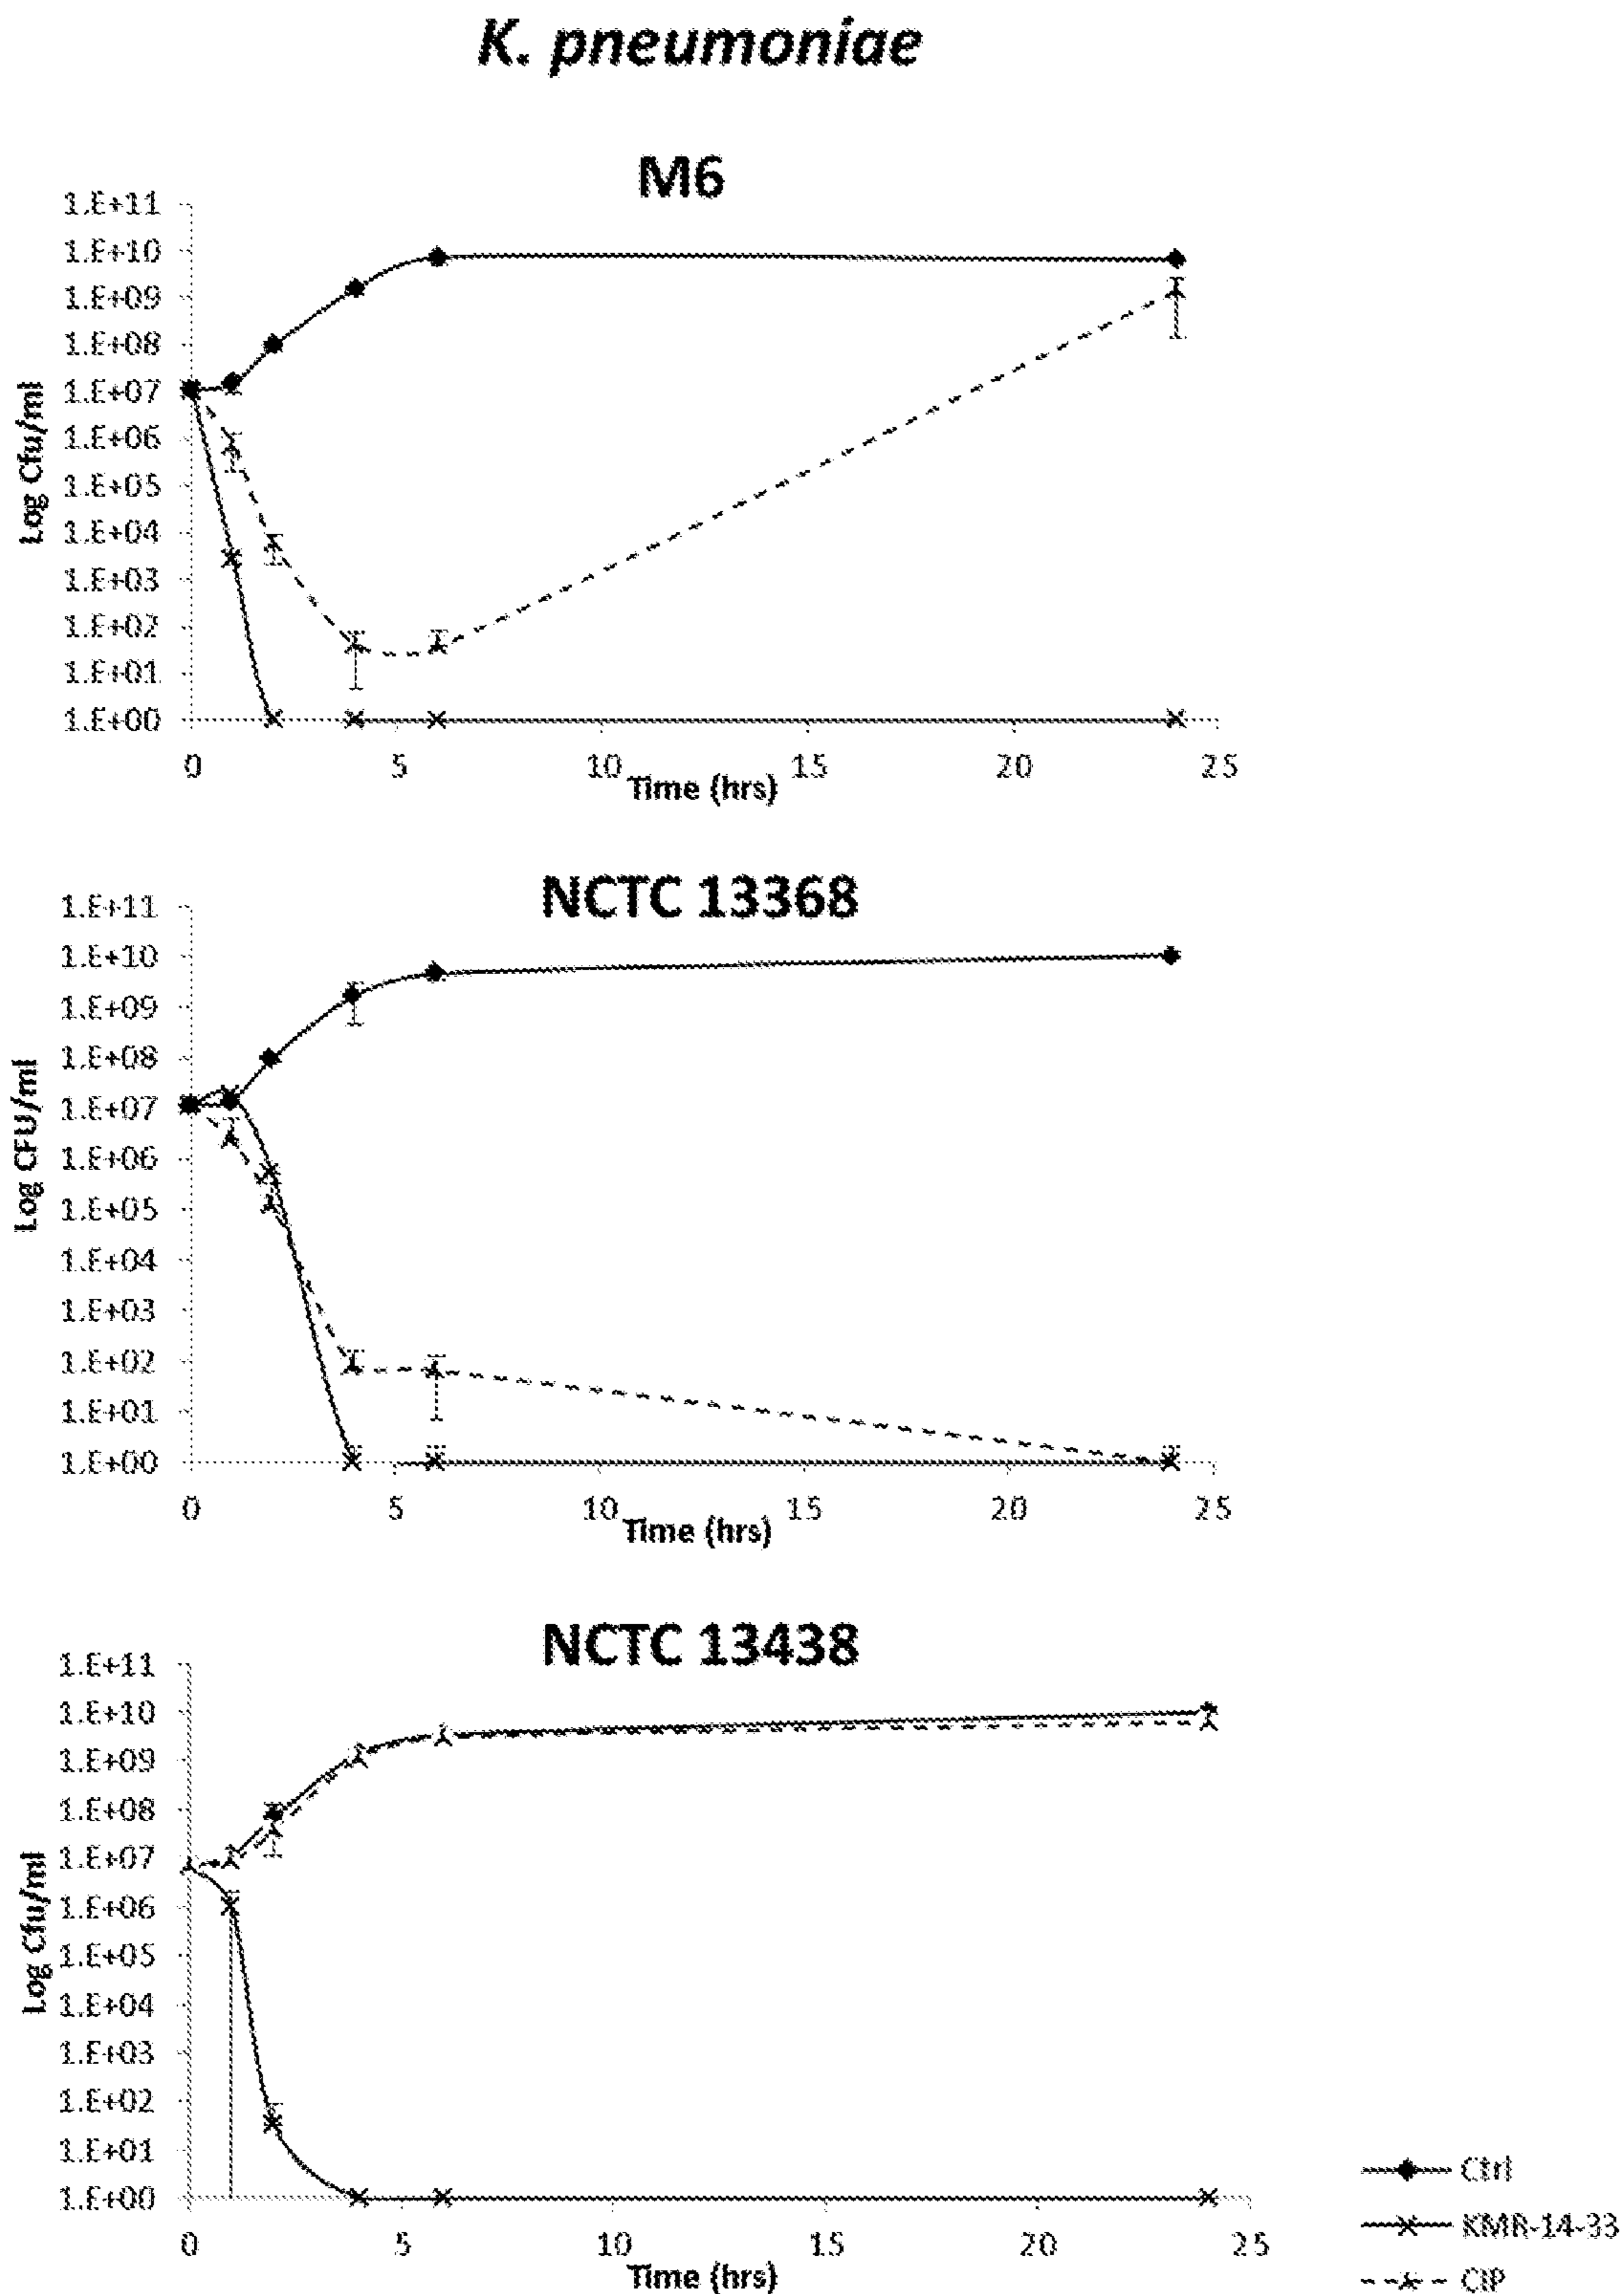 K. pneumoniae
M6
1.E+11
1.E+10
1.E+09
1.E+08
1.E+07
1.E+06
1.E+05
1.E+04
1.E+03
1.E+02
1.E+01
1.E+00
Log Cfu/ml
0 5 10 15 20 25
Time (hrs)
NCTC 13368
1.E+11
1.E+10
1.E+09
1.E+08
1.E+07
1.E+06
1.E+05
1.E+04
1.E+03
1.E+02
1.E+01
1.E+00
Log CFU/ml
0 5 10 15 20 25
Time (hrs)
NCTC 13438
1.E+11
1.E+10
1.E+09
1.E+08
1.E+07
1.E+06
1.E+05
1.E+04
1.E+03
1.E+02
1.E+01
1.E+00
Log Cfu/ml
0 5 10 15 20 25
Time (hrs)
Ctrl
KMR-14-33
CIP